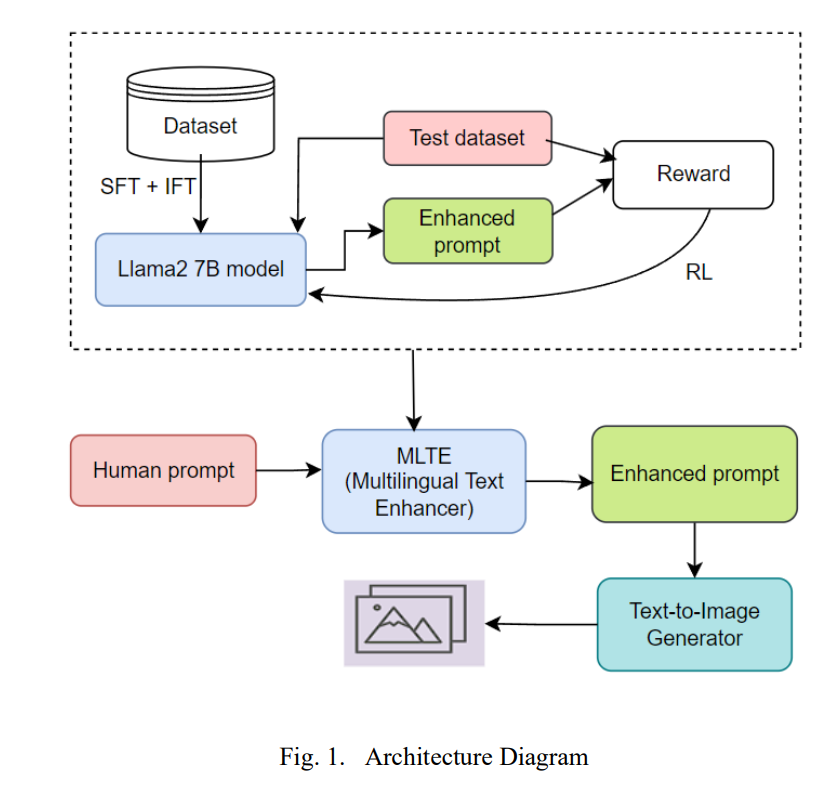 Dataset
Test dataset
Reward
SFT + IFT
Enhanced
prompt
Llama2 7B model
RL
Human prompt
MLTE
(Multilingual Text
Enhancer)
Enhanced prompt
Text-to-Image
Generator
Fig. 1. Architecture Diagram